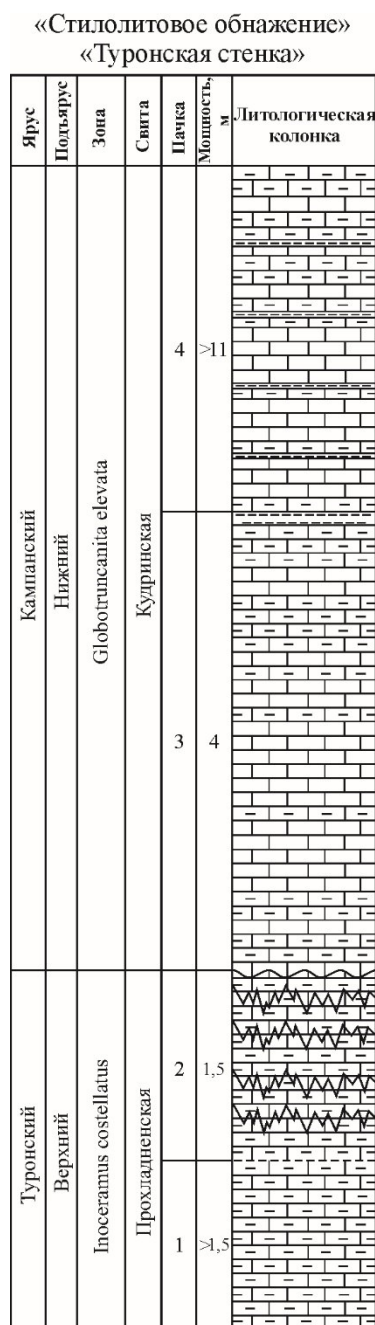 «Стилолитовое обнажение»
«Туронская стенка»
Ярус
Подъярус
Зона
Свита
Пачка
Мощность, м
Литологическая
колонка
Кампанский
Нижний
Globotruncanita elevata
Кудринская
4
>11
3
4
Туронский
Верхний
Inoceramus costellatus
Прохладненская
2
1,5
1
>1,5